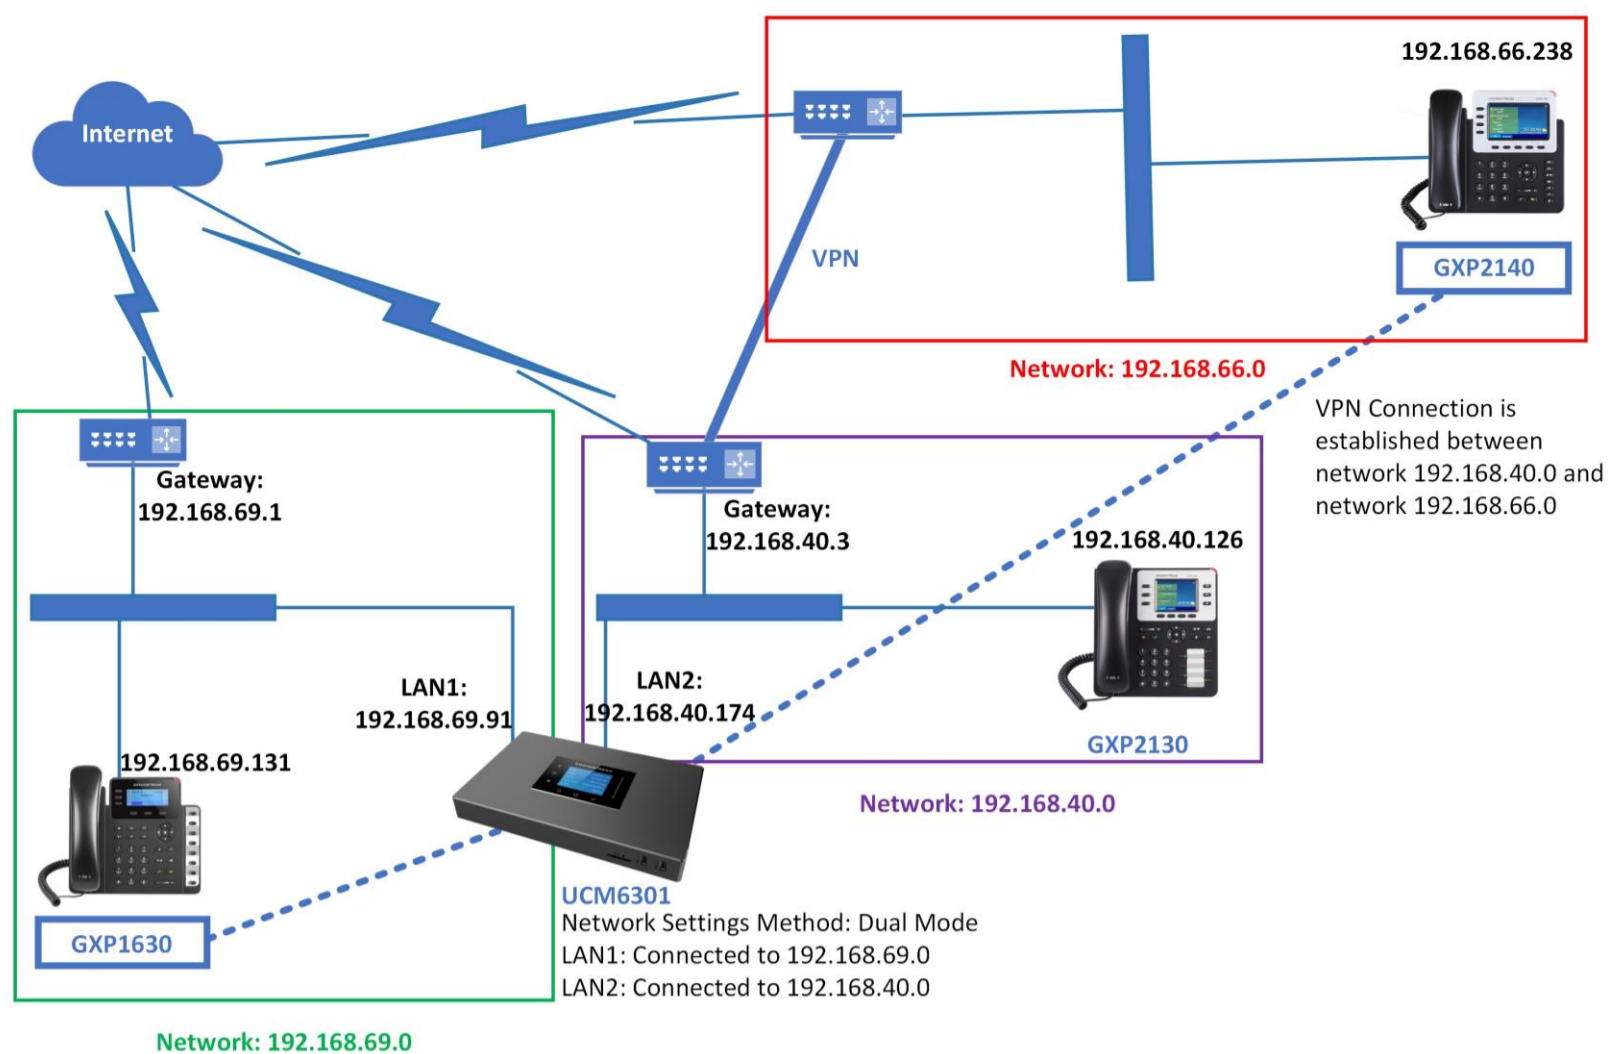 192.168.66.238
Internet
VPN
GXP2140
Network: 192.168.66.0
VPN Connection is
established between
network 192.168.40.0 and
network 192.168.66.0
Gateway:
192.168.69.1
Gateway:
192.168.40.3
192.168.40.126
LAN1:
192.168.69.91
LAN2:
192.168.40.174
GXP2130
192.168.69.131
Network: 192.168.40.0
UCM6301
Network Settings Method: Dual Mode
LAN1: Connected to 192.168.69.0
LAN2: Connected to 192.168.40.0
GXP1630
Network: 192.168.69.0